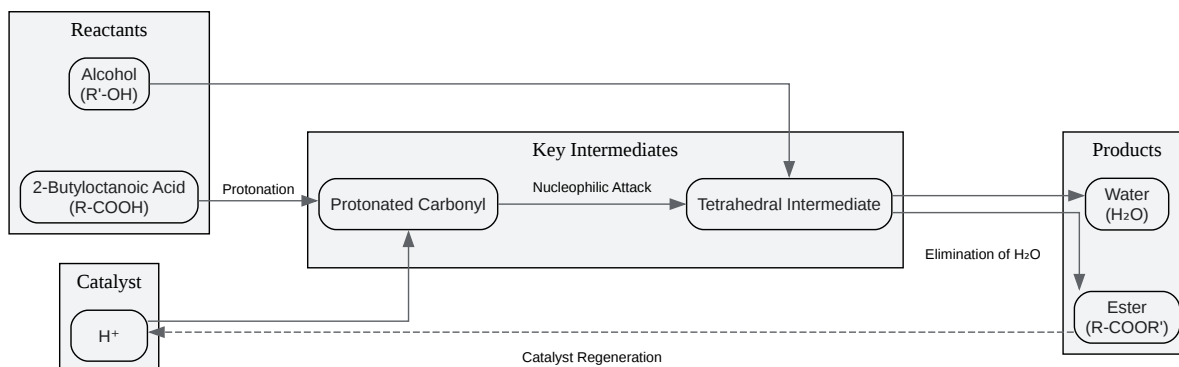 Reactants
Alcohol
(R'-OH)
2-Butyloctanoic Acid
(R-COOH)
Protonation
Key Intermediates
Protonated Carbonyl
Nucleophilic Attack
Tetrahedral Intermediate
Products
Water
(H₂O)
Elimination of H₂O
Ester
(R-COOR')
Catalyst
H⁺
Catalyst Regeneration